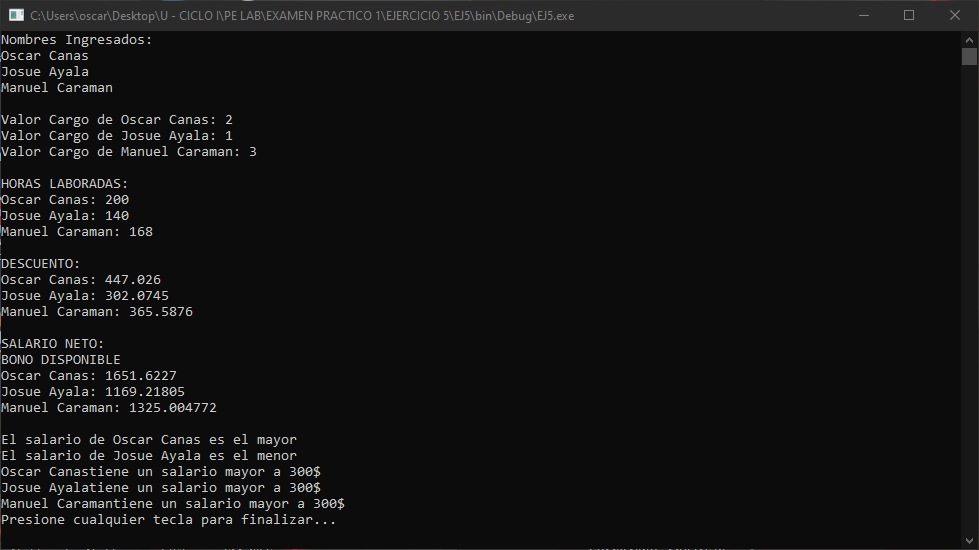 C:\Users\oscar\Desktop\U - CICLO I\PE LAB\EXAMEN PRACTICO 1\EJERCICIO 5\EJ5\bin\Debug\EJ5.exe
Nombres Ingresados:
Oscar Canas
Josue Ayala
Manuel Caraman
Valor Cargo de Oscar Canas: 2
Valor Cargo de Josue Ayala: 1
Valor Cargo de Manuel Caraman: 3
HORAS LABORADAS:
Oscar Canas: 200
Josue Ayala: 140
Manuel Caraman: 168
DESCUENTO:
Oscar Canas: 447.026
Josue Ayala: 302.0745
Manuel Caraman: 365.5876
SALARIO NETO:
BONO DISPONIBLE
Oscar Canas: 1651.6227
Josue Ayala: 1169.21805
Manuel Caraman: 1325.004772
El salario de Oscar Canas es el mayor
El salario de Josue Ayala es el menor
Oscar Canastiene un salario mayor a 300$
Josue Ayalatiene un salario mayor a 300$
Manuel Caramantiene un salario mayor a 300$
Presione cualquier tecla para finalizar...